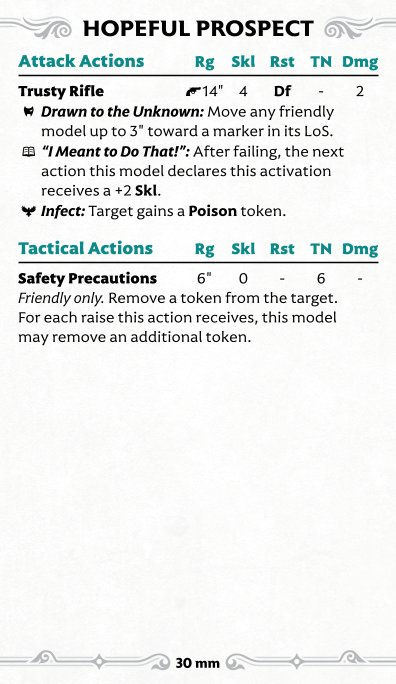 HOPEFUL PROSPECT
Attack Actions Rg Skl Rst TN Dmg
Trusty Rifle 14" 4 Df - 2
Drawn to the Unknown: Move any friendly
model up to 3" toward a marker in its LoS.
“I Meant to Do That!”: After failing, the next
action this model declares this activation
receives a +2 Skl.
Infect: Target gains a Poison token.
Tactical Actions Rg Skl Rst TN Dmg
Safety Precautions 6" 0 - 6 -
Friendly only. Remove a token from the target.
For each raise this action receives, this model
may remove an additional token.
30 mm